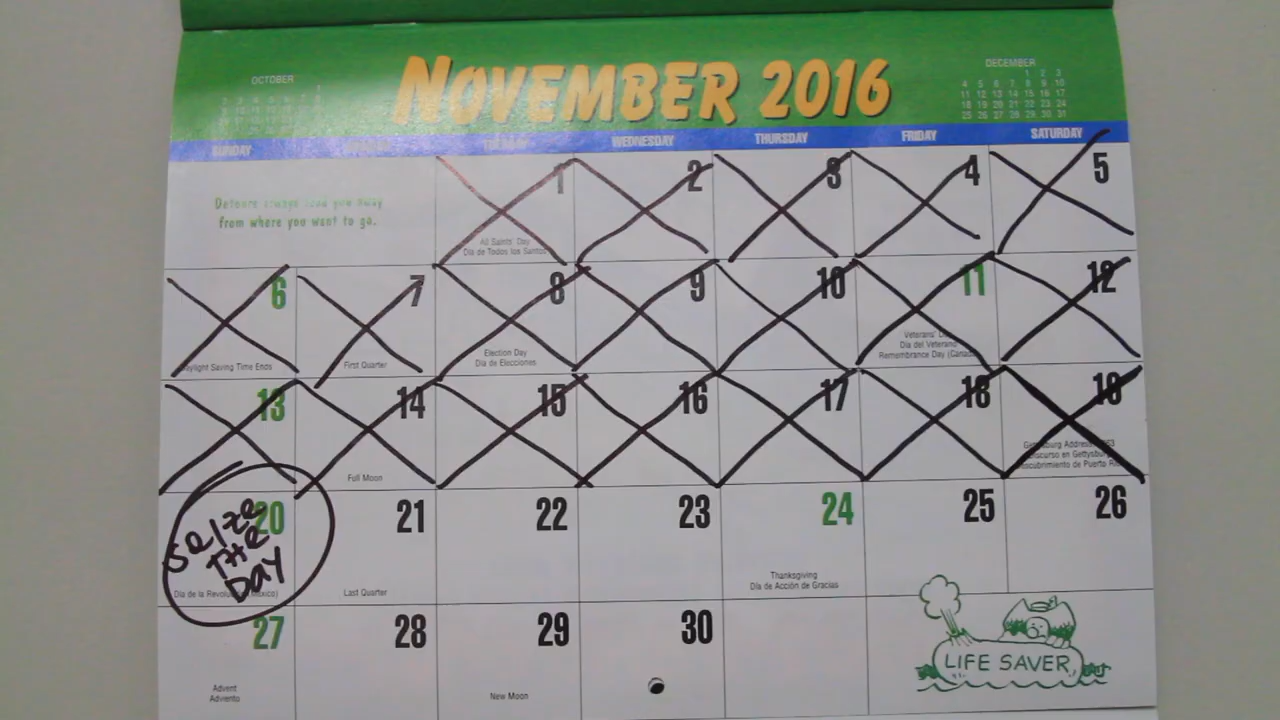 NOVEMBER 2016
OCTOBER
DECEMBER
1 2 3
4 5 6 7 8 9 10
11 12 13 14 15 16 17
18 19 20 21 22 23 24
25 26 27 28 29 30 31
SUNDAY TUESDAY WEDNESDAY THURSDAY FRIDAY SATURDAY
Detours always lead you away
from where you want to go.
1 2 3 4 5
All Saints' Day
Día de Todos los Santos
6 7 8 9 10 11 12
Daylight Saving Time Ends
First Quarter
Election Day
Día de Elecciones
Veterans'
Día del Veterano
Remembrance Day (Canada
13 14 15 16 17 18 19
Full Moon
Gettysburg Address,
Discurso en Gettysburg
Descubrimiento de Puerto
20 21 22 23 24 25 26
SeIze
THe
DAY
Día de la Revolución México)
Last Quarter
Thanksgiving
Día de Acción de Gracias
27 28 29 30
Advent
Adviento
New Moon
LIFE SAVER